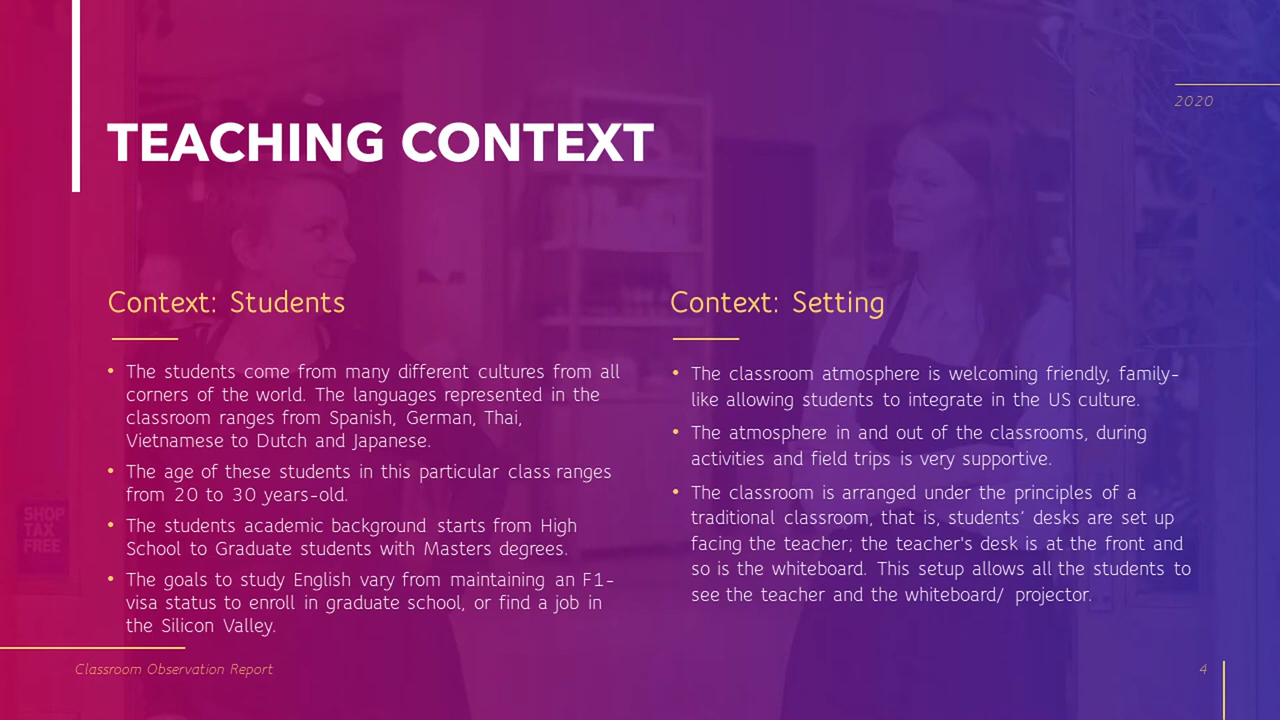 2020
TEACHING CONTEXT
Context: Students
• The students come from many different cultures from all
corners of the world. The languages represented in the
classroom ranges from Spanish, German, Thai,
Vietnamese to Dutch and Japanese.
• The age of these students in this particular class ranges
from 20 to 30 years-old.
• The students academic background starts from High
School to Graduate students with Masters degrees.
• The goals to study English vary from maintaining an F1-
visa status to enroll in graduate school, or find a job in
the Silicon Valley.
Context: Setting
• The classroom atmosphere is welcoming friendly, family-
like allowing students to integrate in the US culture.
• The atmosphere in and out of the classrooms, during
activities and field trips is very supportive.
• The classroom is arranged under the principles of a
traditional classroom, that is, students’ desks are set up
facing the teacher; the teacher's desk is at the front and
so is the whiteboard. This setup allows all the students to
see the teacher and the whiteboard/ projector.
SHOP
TAX
FREE
Classroom Observation Report
4